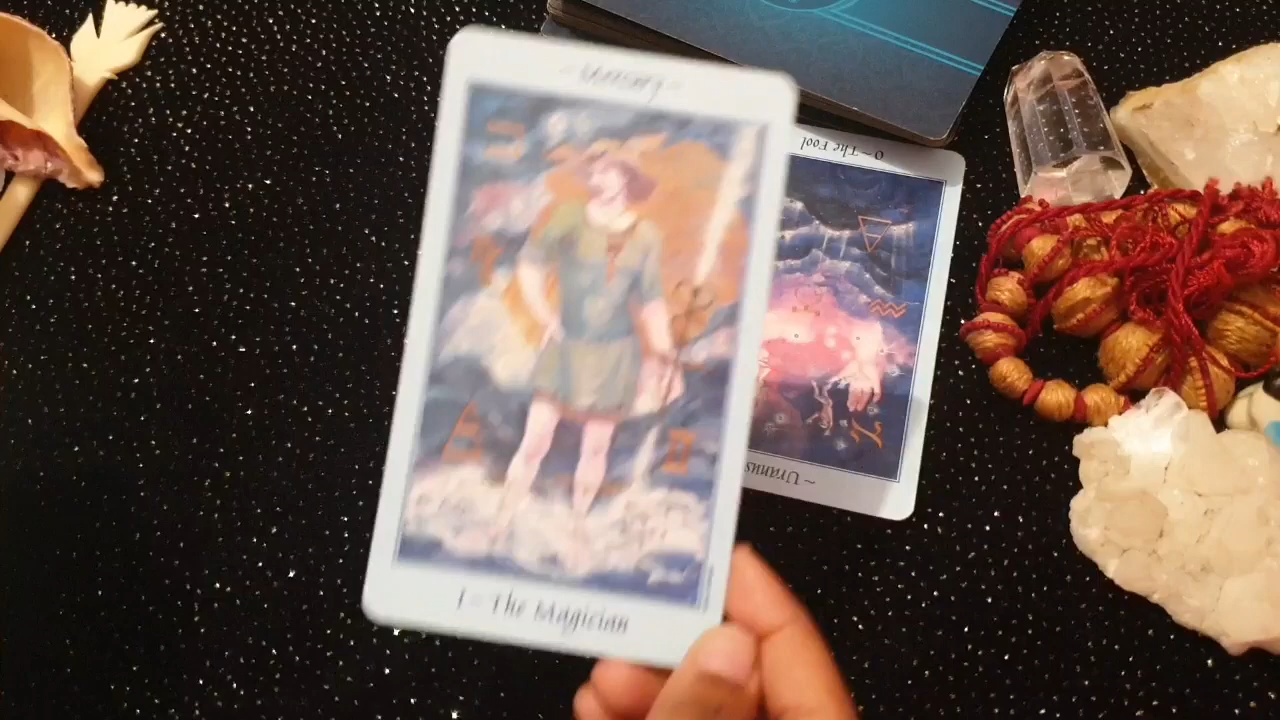 ~ Mercury ~
I ~ The Magician
0 ~ The Fool
~ Uranus